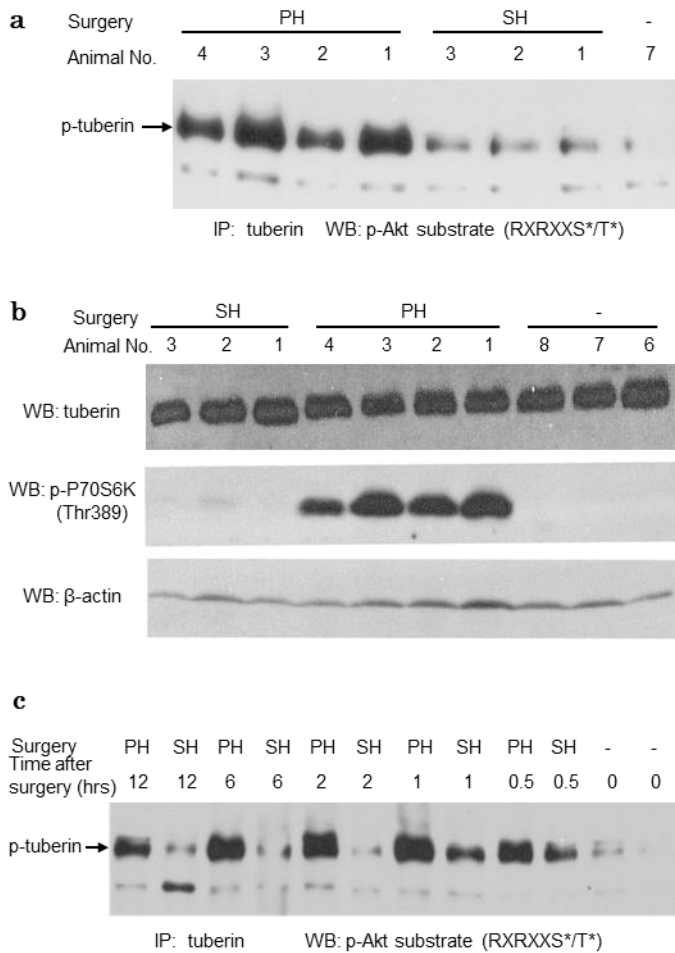 a Surgery PH SH -
Animal No. 4 3 2 1 3 2 1 7
p-tuberin
IP: tuberin WB: p-Akt substrate (RXRXXS*/T*)
b Surgery SH PH -
Animal No. 3 2 1 4 3 2 1 8 7 6
WB: tuberin
WB: p-P70S6K
(Thr389)
WB: β-actin
c
Surgery PH SH PH SH PH SH PH SH PH SH - -
Time after
surgery (hrs) 12 12 6 6 2 2 1 1 0.5 0.5 0 0
p-tuberin
IP: tuberin WB: p-Akt substrate (RXRXXS*/T*)